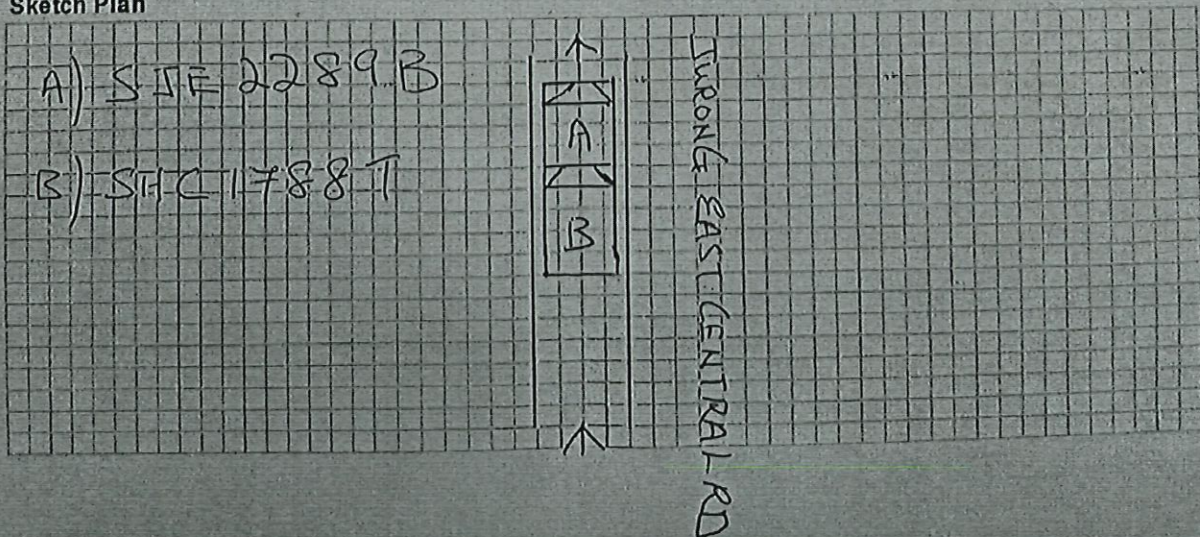 Sketch Plan
A) SJE 2289 B
B) SHC 1788 T
A
B
JURONG EAST CENTRAL RD